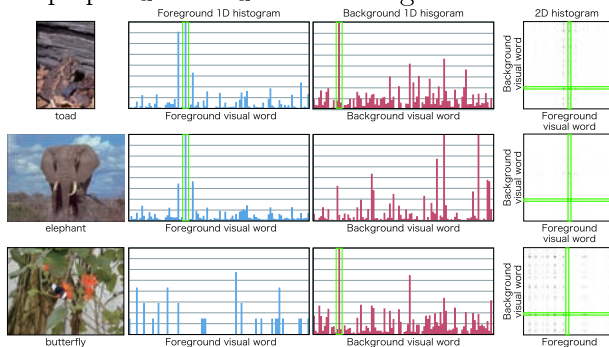 Foreground 1D histogram
Background 1D hisgoram
2D histogram
toad
Foreground visual word
Background visual word
Background
visual word
Foreground
visual word
elephant
Foreground visual word
Background visual word
Background
visual word
Foreground
visual word
butterfly
Foreground visual word
Background visual word
Background
visual word
Foreground